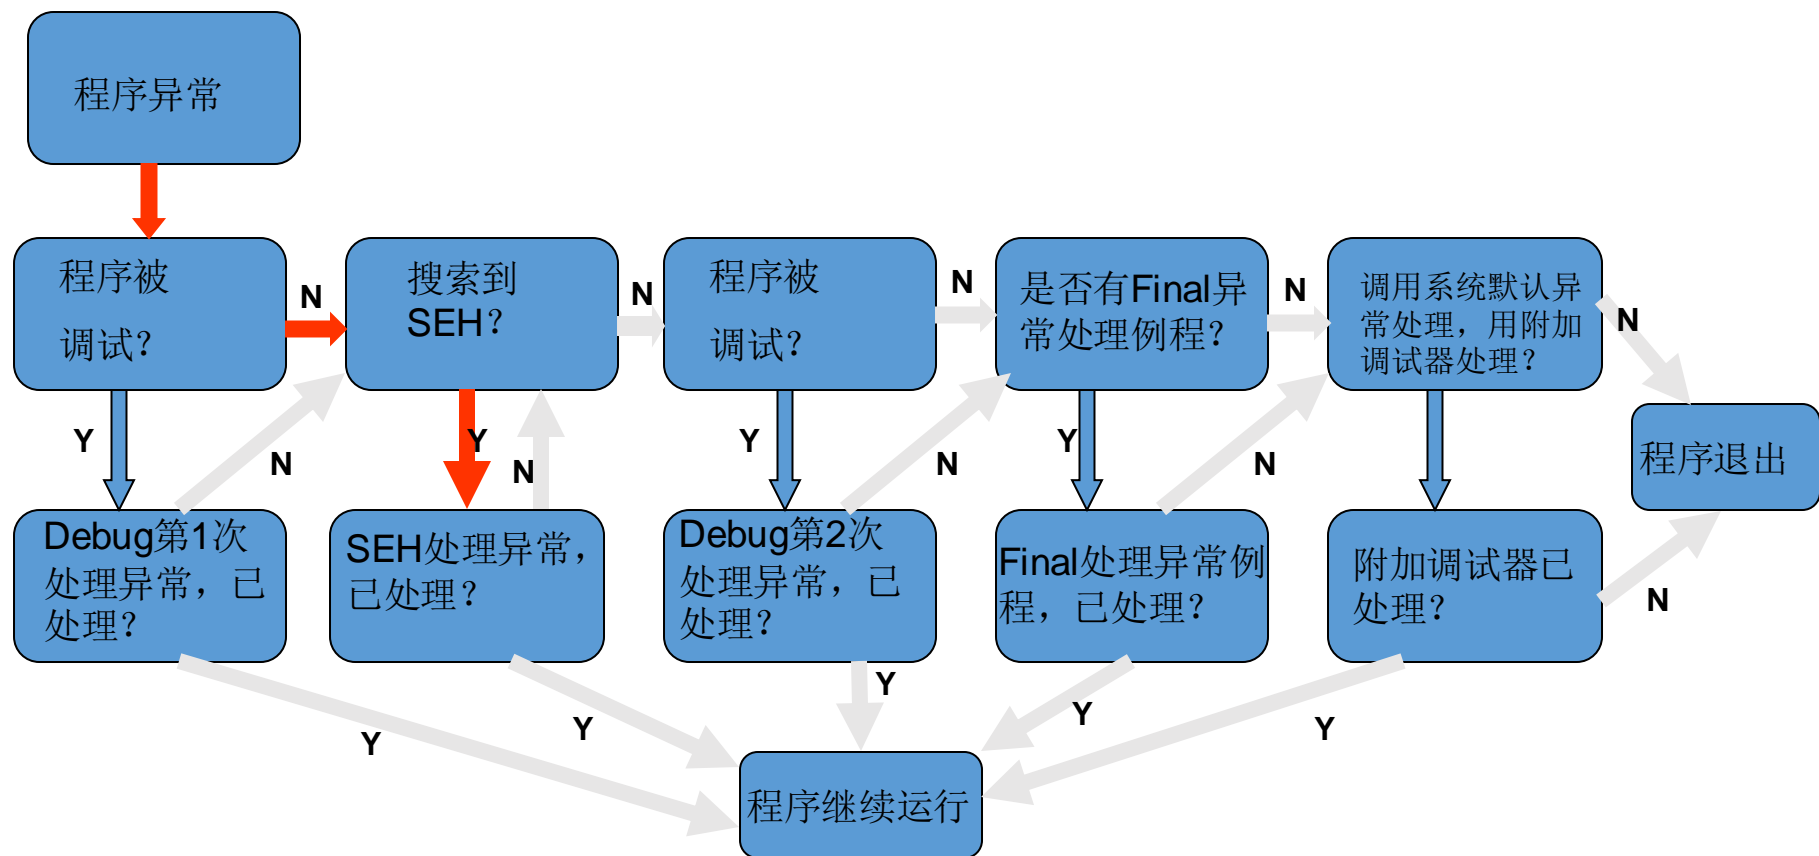 程序异常
程序被
调试？
N
搜索到
SEH？
N
程序被
调试？
N
是否有Final异
常处理例程？
N
调用系统默认异
常处理，用附加
调试器处理？
N
Y
N
Y
N
Y
N
Y
N
程序退出
Debug第1次
处理异常，已
处理？
SEH处理异常，
已处理？
Debug第2次
处理异常，已
处理？
Final处理异常例
程，已处理？
附加调试器已
处理？
N
Y
Y
Y
Y
Y
程序继续运行